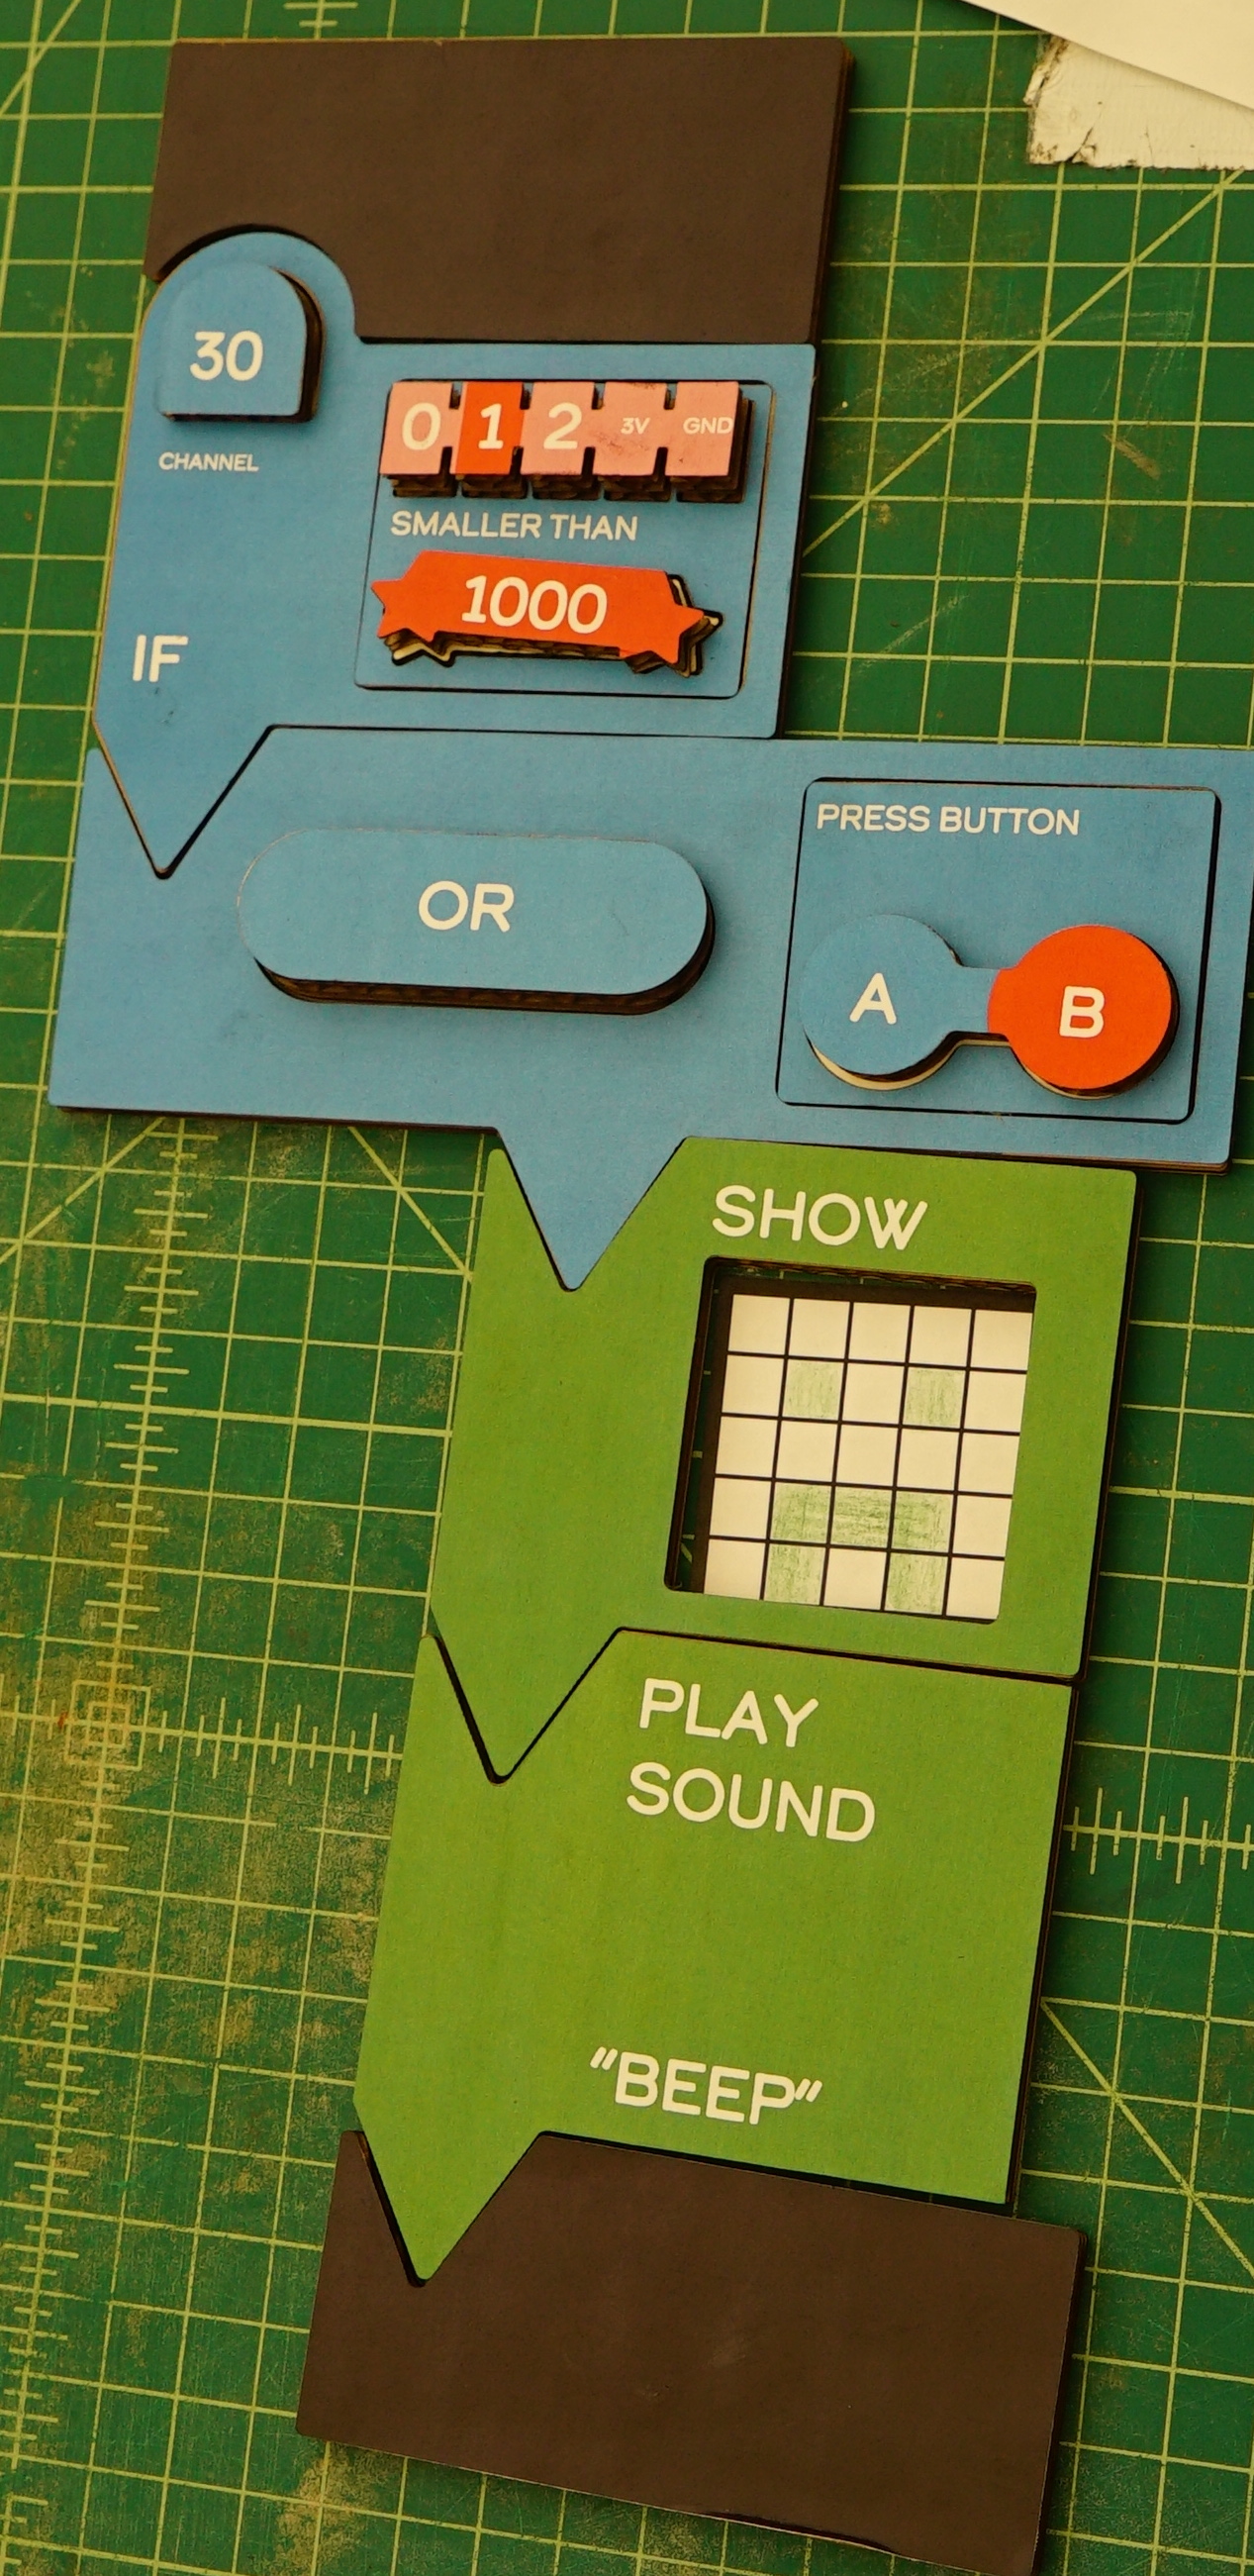 30
CHANNEL
0 1 2 3V GND
SMALLER THAN
1000
IF
OR
PRESS BUTTON
A B
SHOW
PLAY
SOUND
“BEEP”